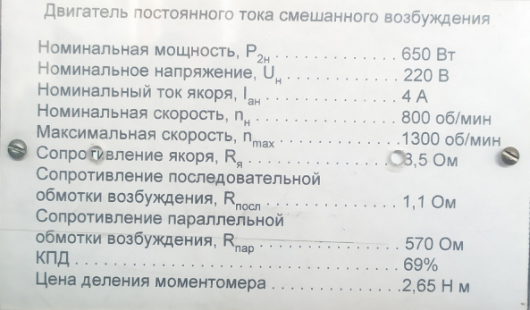 Двигатель постоянного тока смешанного возбуждения
Номинальная мощность, P2н . . . . . . . . . . . . . . 650 Вт
Номинальное напряжение, Uн . . . . . . . . . . . . 220 В
Номинальный ток якоря, Iан . . . . . . . . . . . . . . 4 А
Номинальная скорость, nн . . . . . . . . . . . . . . . 800 об/мин
Максимальная скорость, nmax . . . . . . . . . . . . . 1300 об/мин
Сопротивление якоря, Rя . . . . . . . . . . . . . . . 3,5 Ом
Сопротивление последовательной
обмотки возбуждения, Rпосл . . . . . . . . . . . . . . 1,1 Ом
Сопротивление параллельной
обмотки возбуждения, Rпар . . . . . . . . . . . . . . 570 Ом
КПД . . . . . . . . . . . . . . . . . . . . . . . . . . . . 69%
Цена деления моментомера . . . . . . . . . . . . . . 2,65 Н м